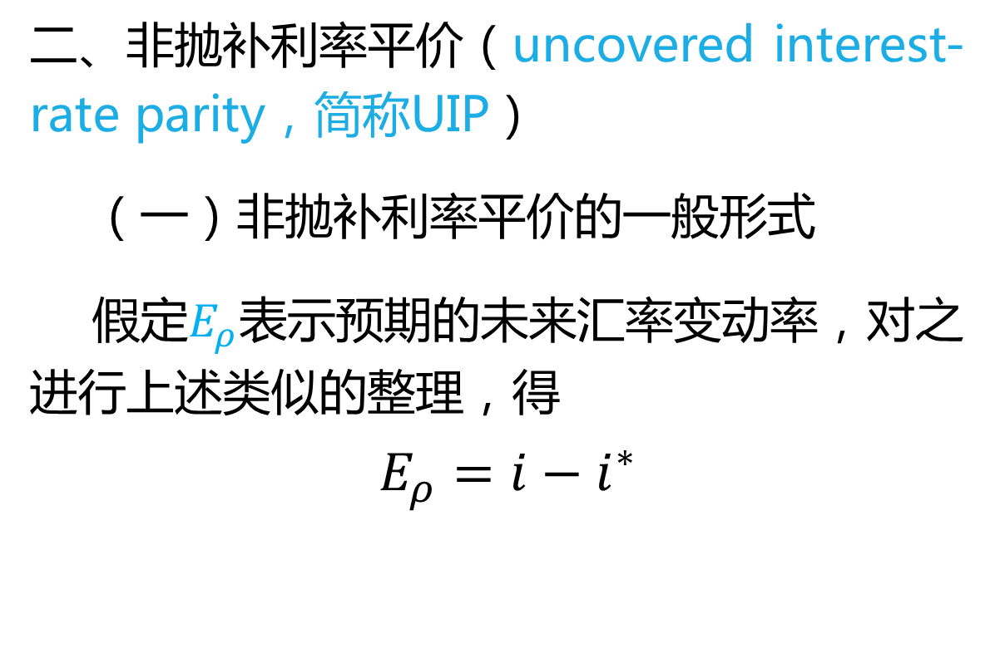 二、非抛补利率平价（uncovered interest-
rate parity，简称UIP）
（一）非抛补利率平价的一般形式
假定Eρ表示预期的未来汇率变动率，对之
进行上述类似的整理，得
Eρ = i − i*